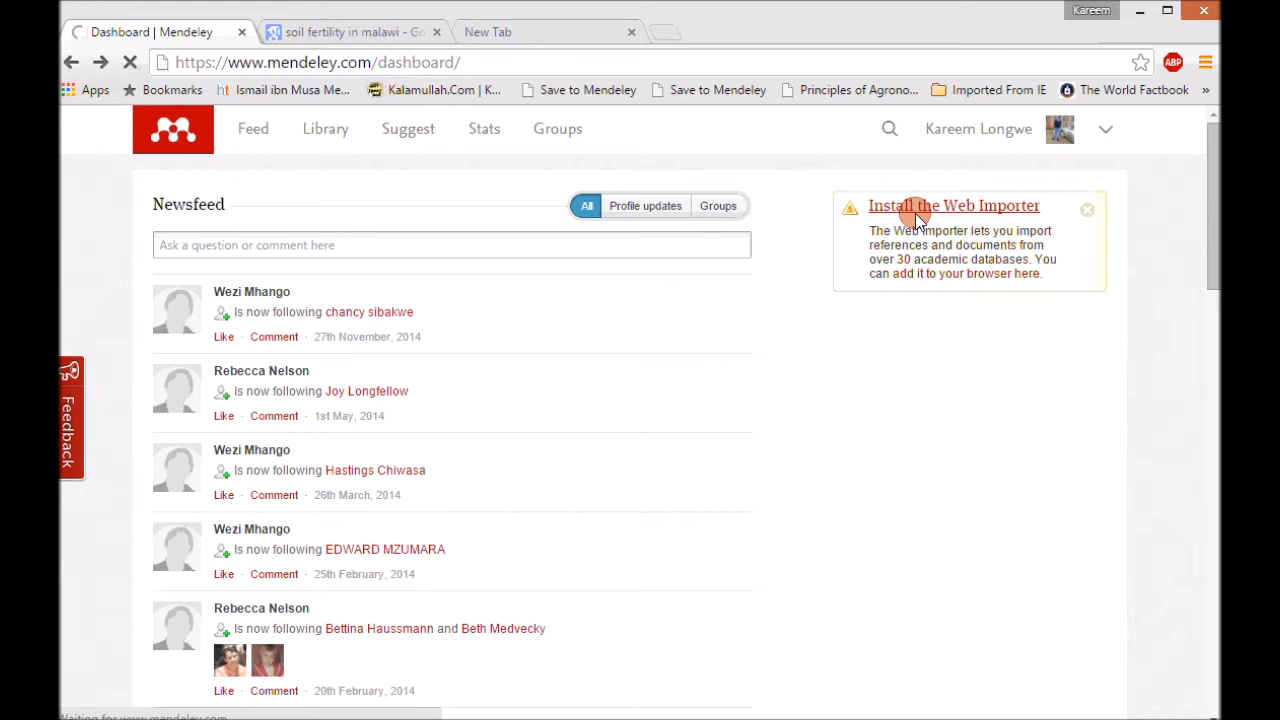 Kareem
Dashboard | Mendeley
soil fertility in malawi - Go
New Tab
https://www.mendeley.com/dashboard/
ABP
Apps
Bookmarks
ht Ismail ibn Musa Me...
Kalamullah.Com | K...
Save to Mendeley
Save to Mendeley
Principles of Agrono...
Imported From IE
The World Factbook
»
Feed
Library
Suggest
Stats
Groups
Kareem Longwe
Newsfeed
All
Profile updates
Groups
Install the Web Importer
The Web Importer lets you import
references and documents from
over 30 academic databases. You
can add it to your browser here.
Ask a question or comment here
Wezi Mhango
Is now following chancy sibakwe
Like · Comment · 27th November, 2014
Rebecca Nelson
Is now following Joy Longfellow
Like · Comment · 1st May, 2014
Wezi Mhango
Is now following Hastings Chiwasa
Like · Comment · 26th March, 2014
Wezi Mhango
Is now following EDWARD MZUMARA
Like · Comment · 25th February, 2014
Rebecca Nelson
Is now following Bettina Haussmann and Beth Medvecky
Like · Comment · 20th February, 2014
Feedback
Waiting for www.mendeley.com